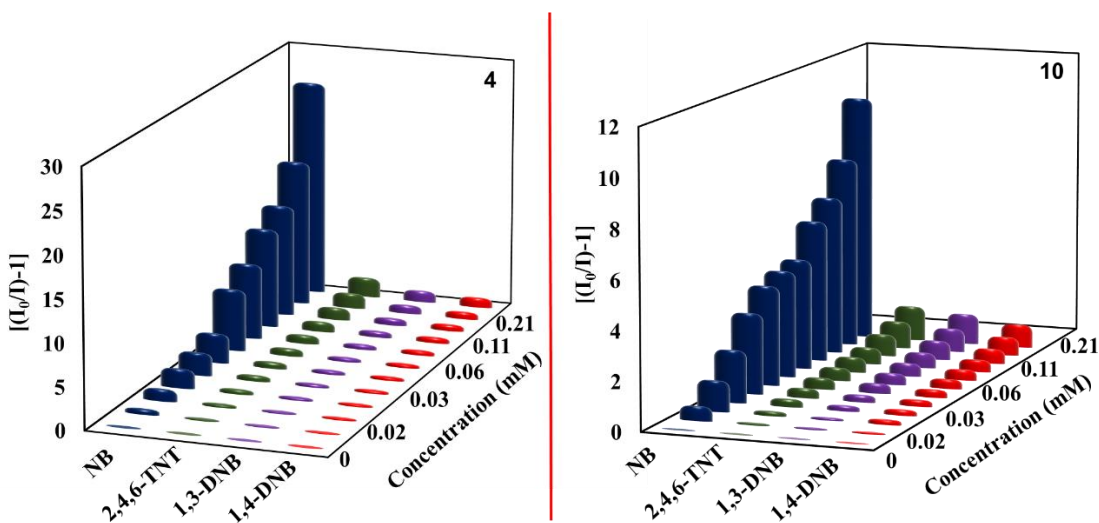 4
30
25
20
15
10
5
0
[(I₀/I)-1]
NB
2,4,6-TNT
1,3-DNB
1,4-DNB
0
0.02
0.03
0.06
0.11
0.21
Concentration (mM)
10
12
10
8
6
4
2
0
[(I₀/I)-1]
NB
2,4,6-TNT
1,3-DNB
1,4-DNB
0
0.02
0.03
0.06
0.11
0.21
Concentration (mM)